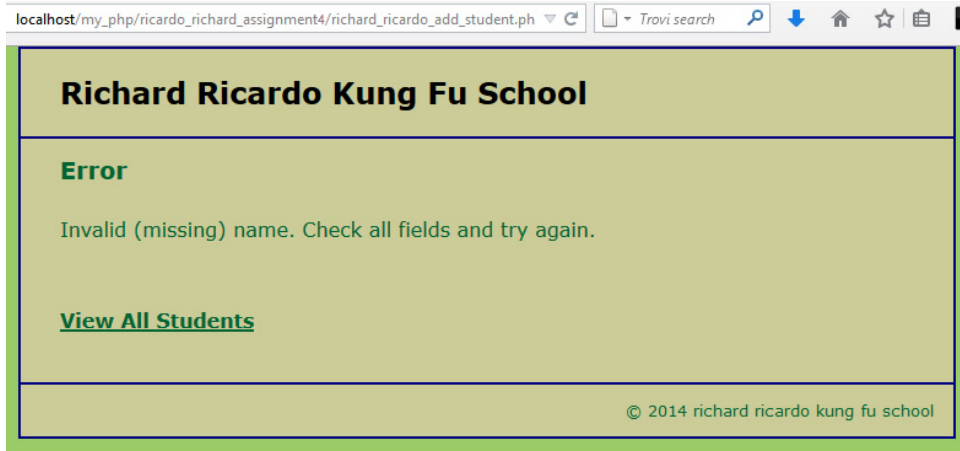 localhost/my_php/ricardo_richard_assignment4/richard_ricardo_add_student.ph
Trovi search
Richard Ricardo Kung Fu School
Error
Invalid (missing) name. Check all fields and try again.
View All Students
© 2014 richard ricardo kung fu school